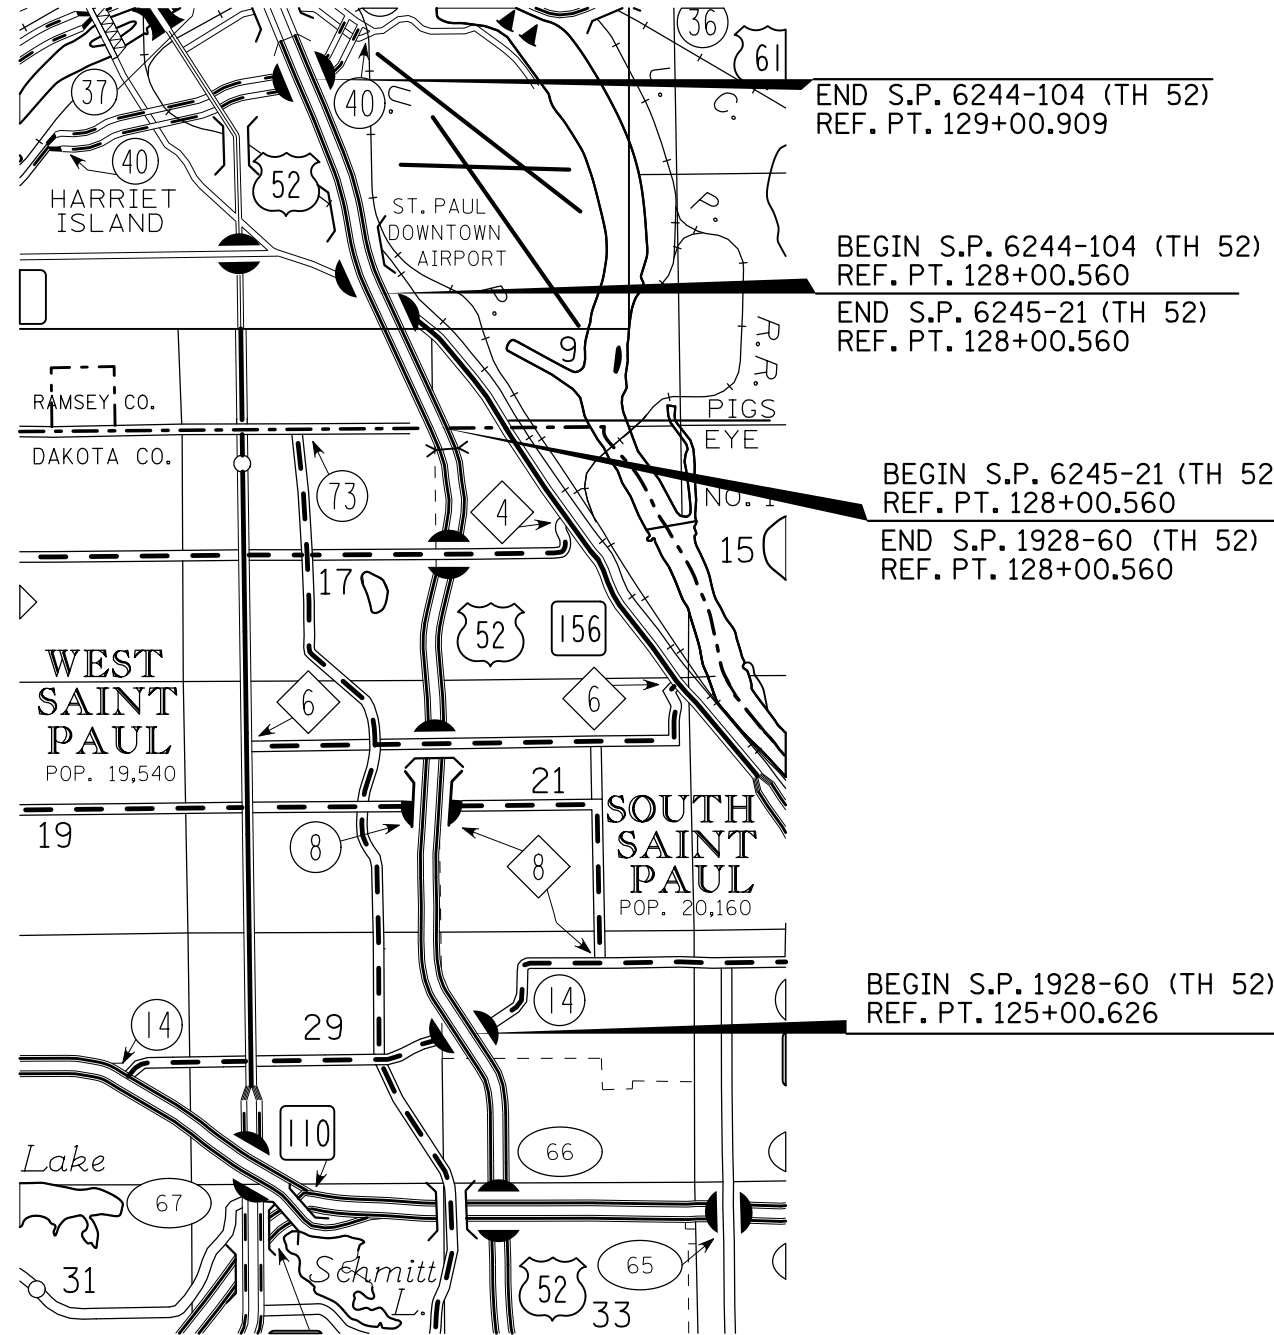 36
61
37
40
U.
C.
END S.P. 6244-104 (TH 52)
REF. PT. 129+00.909
40
52
HARRIET
ISLAND
ST. PAUL
DOWNTOWN
AIRPORT
P.
P.
BEGIN S.P. 6244-104 (TH 52)
REF. PT. 128+00.560
END S.P. 6245-21 (TH 52)
REF. PT. 128+00.560
9
R.
R.
RAMSEY CO.
DAKOTA CO.
PIGS
EYE
NO. 1
BEGIN S.P. 6245-21 (TH 52
REF. PT. 128+00.560
END S.P. 1928-60 (TH 52)
REF. PT. 128+00.560
73
4
15
17
52
156
WEST
SAINT
PAUL
POP. 19,540
6
6
21
19
8
8
SOUTH
SAINT
PAUL
POP. 20,160
BEGIN S.P. 1928-60 (TH 52)
REF. PT. 125+00.626
14
14
29
110
66
Lake
67
65
31
Schmitt
L.
52
33